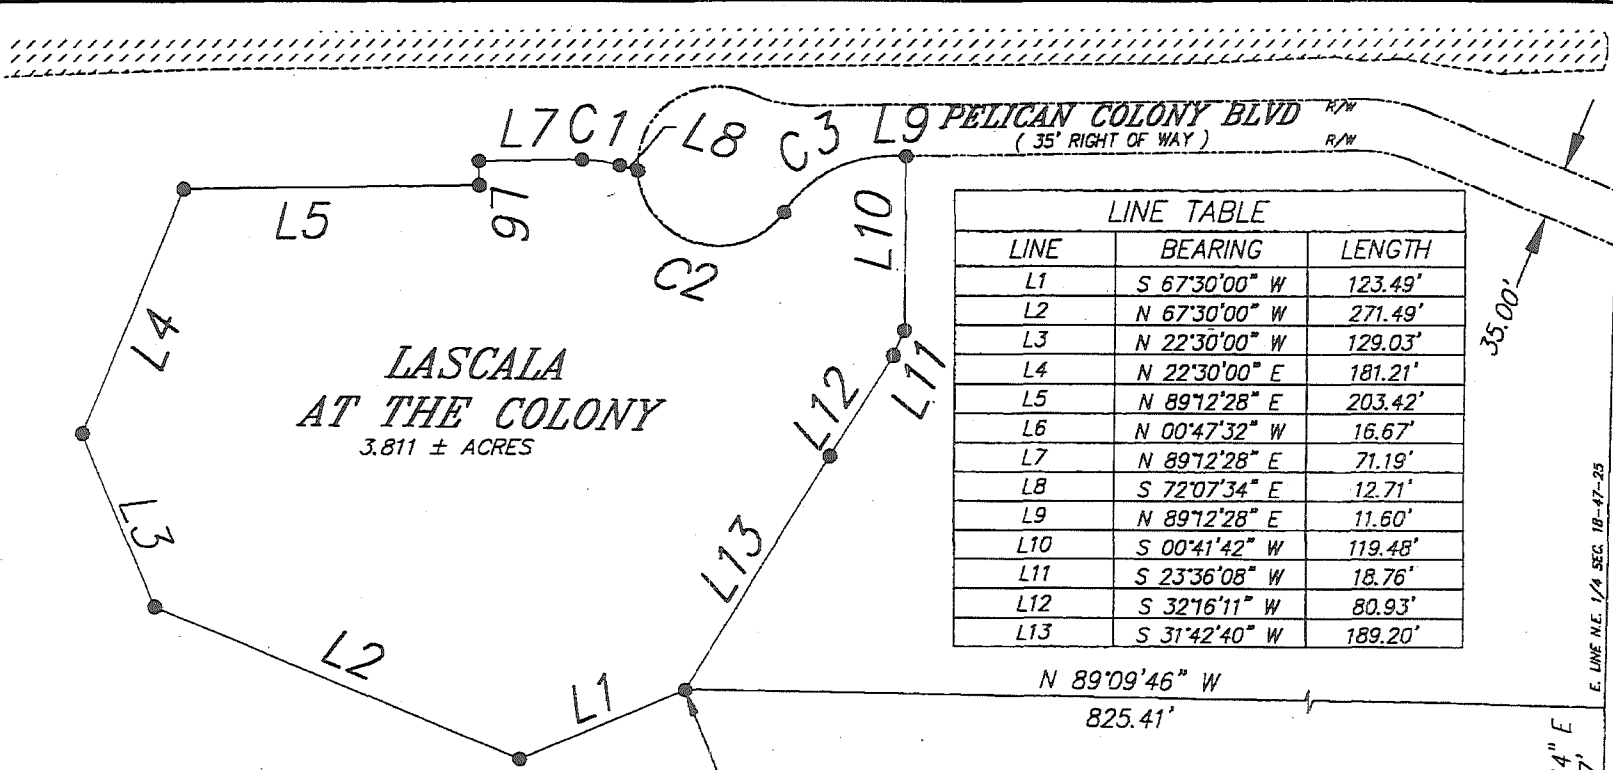 L7 C1 L8 C3 L9 PELICAN COLONY BLVD R/W
( 35' RIGHT OF WAY ) R/W
L5 L6 C2 L10
L4
LASCALA
AT THE COLONY
3.811 ± ACRES
L12 L11
L3
L13
L2
L1
LINE TABLE
LINE BEARING LENGTH
L1 S 67°30'00" W 123.49'
L2 N 67°30'00" W 271.49'
L3 N 22°30'00" W 129.03'
L4 N 22°30'00" E 181.21'
L5 N 89°12'28" E 203.42'
L6 N 00°47'32" W 16.67'
L7 N 89°12'28" E 71.19'
L8 S 72°07'34" E 12.71'
L9 N 89°12'28" E 11.60'
L10 S 00°41'42" W 119.48'
L11 S 23°36'08" W 18.76'
L12 S 32°16'11" W 80.93'
L13 S 31°42'40" W 189.20'
35.00'
N 89°09'46" W
825.41'
E. LINE N.E. 1/4 SEC. 18-47-25
4" E
7'